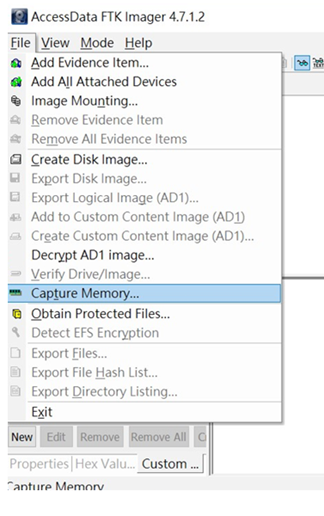 AccessData FTK Imager 4.7.1.2
File View Mode Help
Add Evidence Item...
Add All Attached Devices
Image Mounting...
Remove Evidence Item
Remove All Evidence Items
Create Disk Image...
Export Disk Image...
Export Logical Image (AD1)...
Add to Custom Content Image (AD1)
Create Custom Content Image (AD1)...
Decrypt AD1 image...
Verify Drive/Image...
Capture Memory...
Obtain Protected Files...
Detect EFS Encryption
Export Files...
Export File Hash List...
Export Directory Listing...
Exit
New Edit Remove Remove All
Properties Hex Valu... Custom ...
Capture Memory